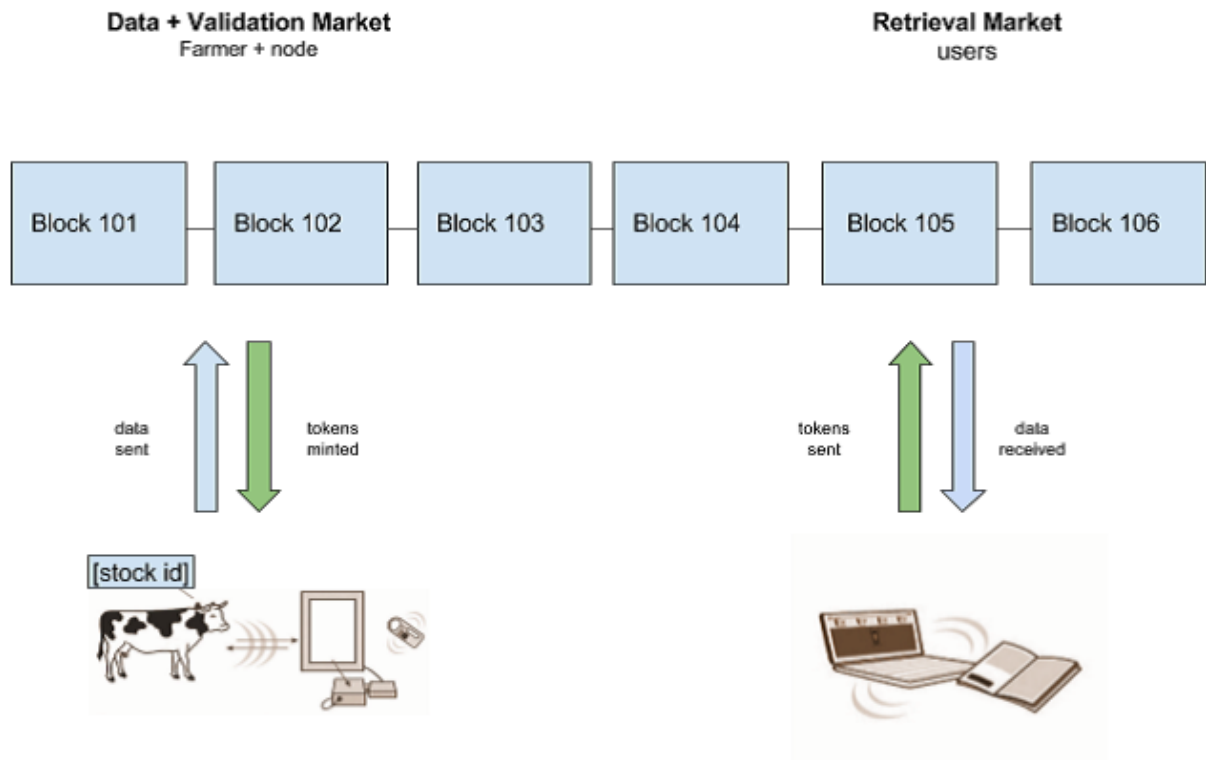 Data + Validation Market
Farmer + node
Retrieval Market
users
Block 101
Block 102
Block 103
Block 104
Block 105
Block 106
data
sent
tokens
minted
tokens
sent
data
received
[stock id]